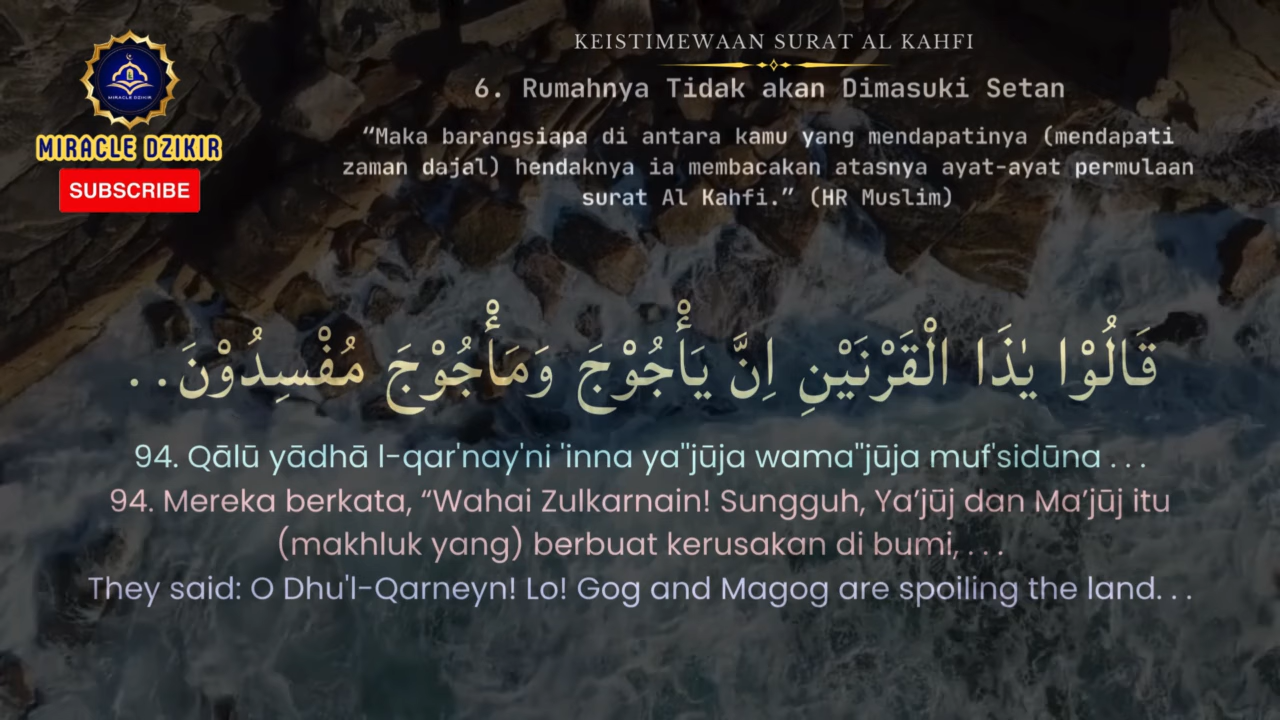 MIRACLE DZIKIR
MIRACLE DZIKIR
SUBSCRIBE
KEISTIMEWAAN SURAT AL KAHFI
6. Rumahnya Tidak akan Dimasuki Setan
“Maka barangsiapa di antara kamu yang mendapatinya (mendapati
zaman dajal) hendaknya ia membacakan atasnya ayat-ayat permulaan
surat Al Kahfi.” (HR Muslim)
قَالُوْا يٰذَا الْقَرْنَيْنِ اِنَّ يَأْجُوْجَ وَمَأْجُوْجَ مُفْسِدُوْنَ. .
94. Qālū yādhā l-qar'nay'ni 'inna ya"jūja wama"jūja muf'sidūna . . .
94. Mereka berkata, “Wahai Zulkarnain! Sungguh, Ya’jūj dan Ma’jūj itu
(makhluk yang) berbuat kerusakan di bumi, . . .
They said: O Dhu'l-Qarneyn! Lo! Gog and Magog are spoiling the land. . .